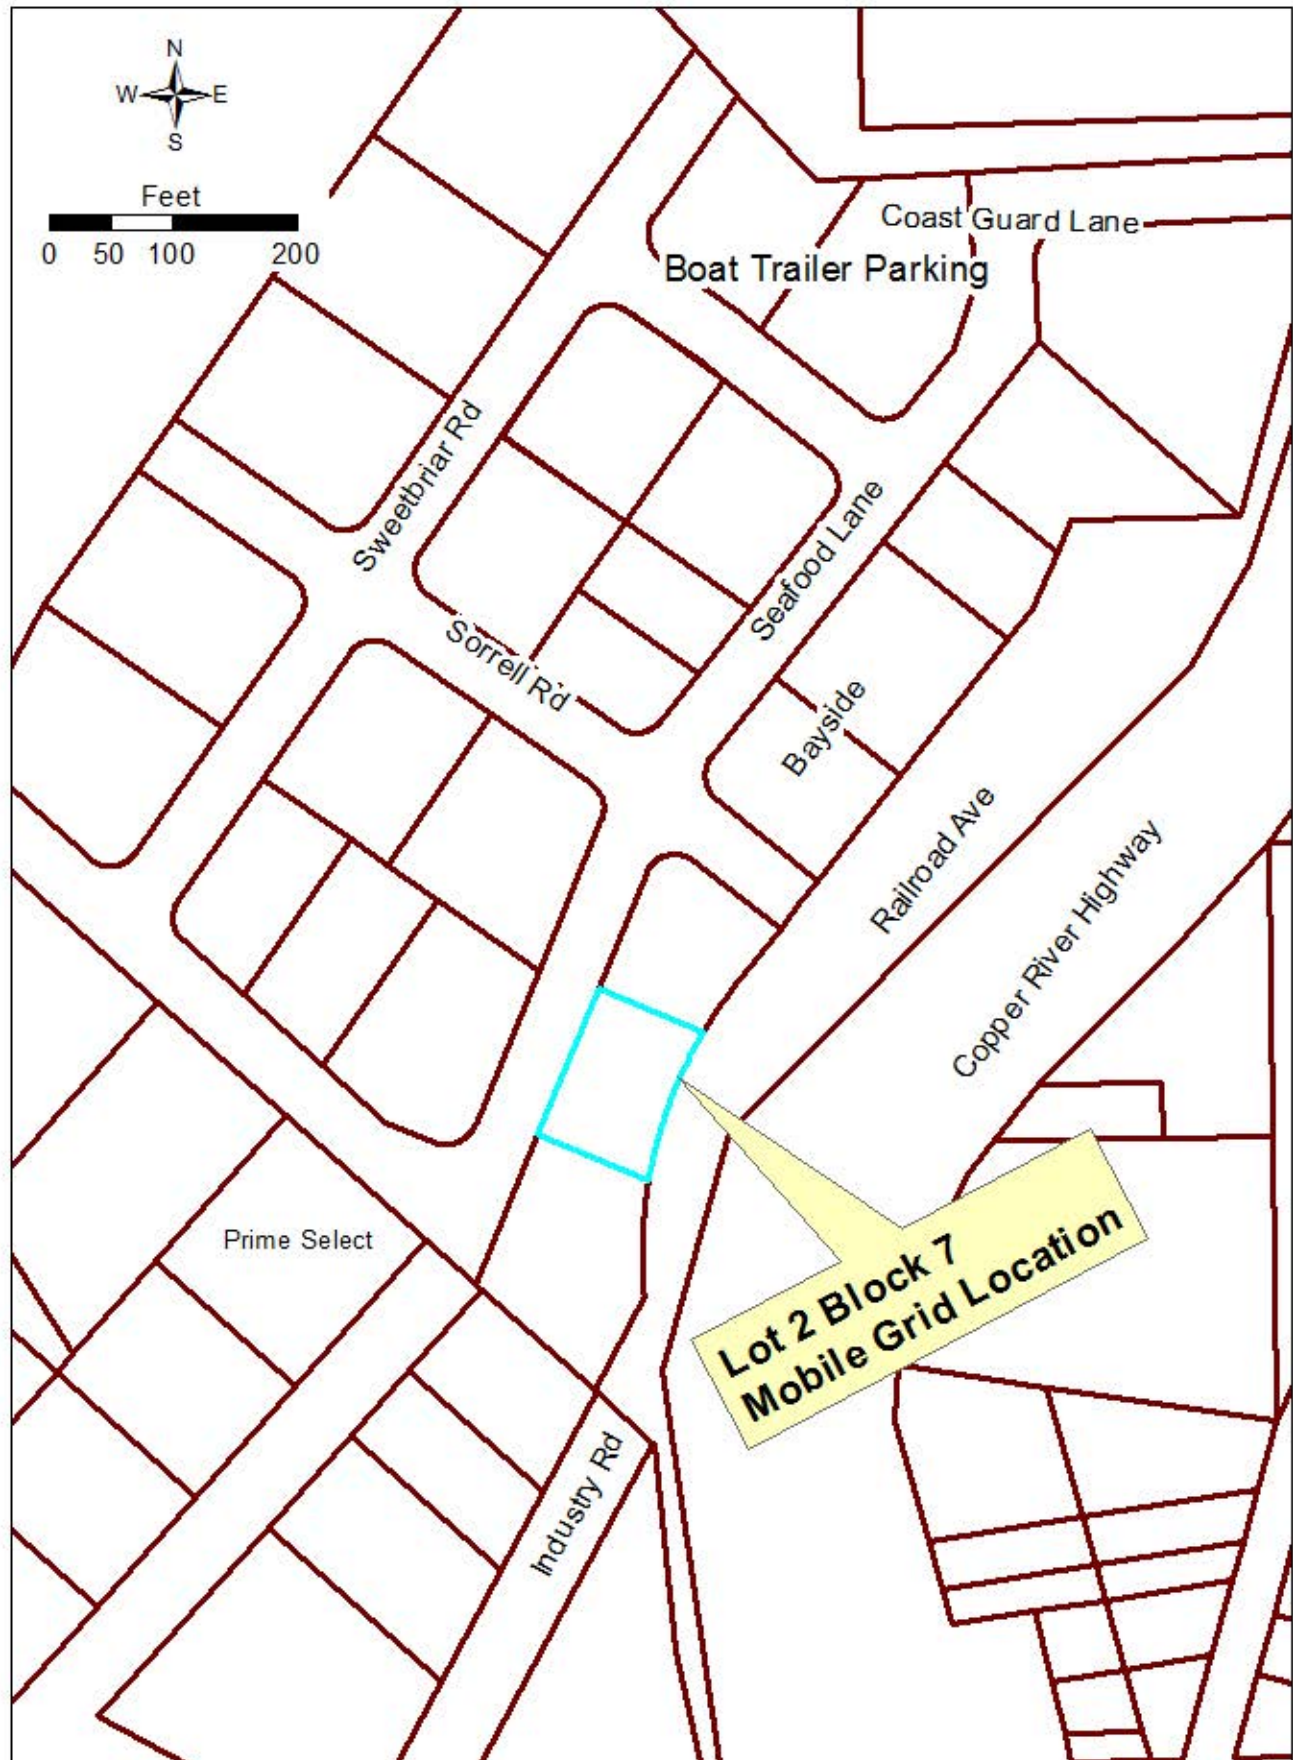 N
W E
S
Feet
0 50 100 200
Coast Guard Lane
Boat Trailer Parking
Sweetbriar Rd
Seafood Lane
Sorrell Rd
Bayside
Railroad Ave
Copper River Highway
Prime Select
Lot 2 Block 7
Mobile Grid Location
Industry Rd